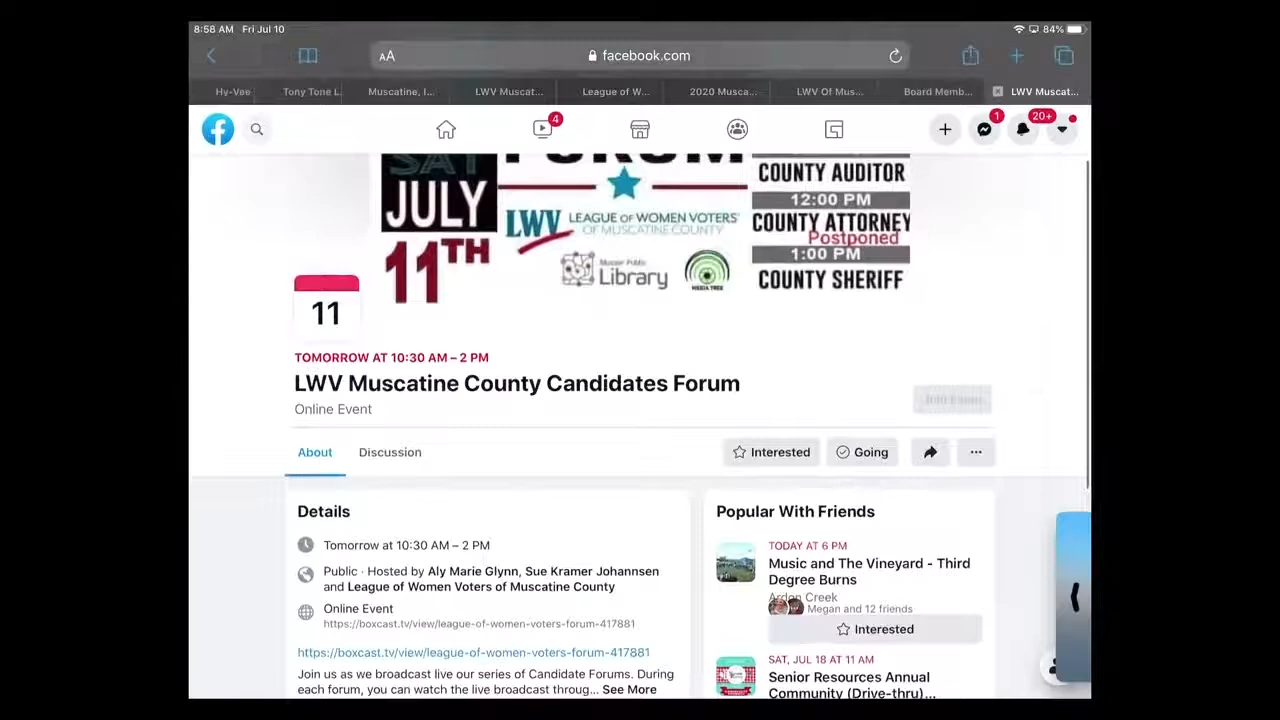 8:58 AM Fri Jul 10
84%
AA
facebook.com
Hy-Vee
Tony Tone L
Muscatine, I...
LWV Muscat...
League of W...
2020 Musca...
LWV Of Mus...
Board Memb...
LWV Muscat...
4
1
20+
SAT
FORUM
COUNTY AUDITOR
JULY
12:00 PM
LWV LEAGUE OF WOMEN VOTERS®
OF MUSCATINE COUNTY
COUNTY ATTORNEY
Postponed
11TH
1:00 PM
Library
COUNTY SHERIFF
11
TOMORROW AT 10:30 AM – 2 PM
LWV Muscatine County Candidates Forum
Online Event
About
Discussion
Interested
Going
Details
Tomorrow at 10:30 AM – 2 PM
Public · Hosted by Aly Marie Glynn, Sue Kramer Johannsen
and League of Women Voters of Muscatine County
Online Event
https://boxcast.tv/view/league-of-women-voters-forum-417881
https://boxcast.tv/view/league-of-women-voters-forum-417881
Join us as we broadcast live our series of Candidate Forums. During
each forum, you can watch the live broadcast throug... See More
Popular With Friends
TODAY AT 6 PM
Music and The Vineyard - Third
Degree Burns
Ardon Creek
Megan and 12 friends
Interested
SAT, JUL 18 AT 11 AM
Senior Resources Annual
Community (Drive-thru)...